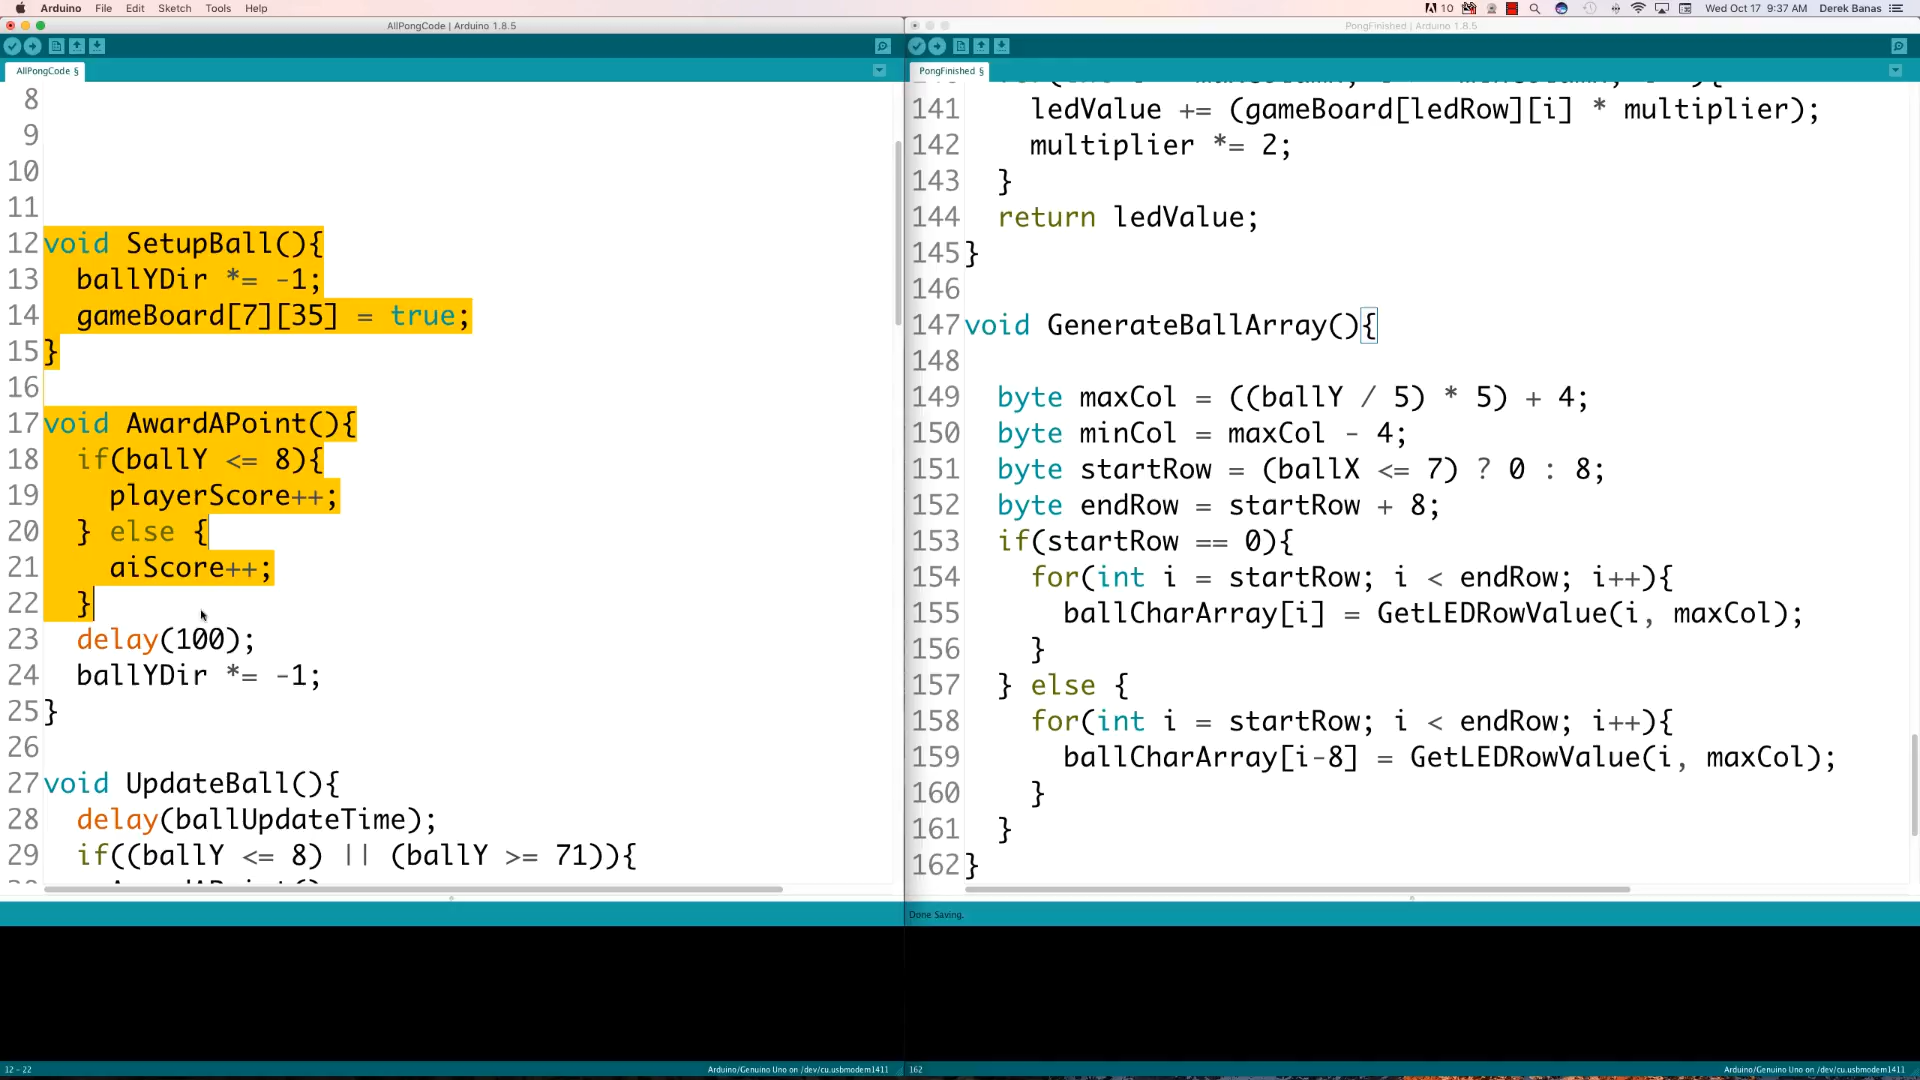 Arduino File Edit Sketch Tools Help
10 Wed Oct 17 9:37 AM Derek Banas
AllPongCode | Arduino 1.8.5
AllPongCode §
8
9
10
11
12 void SetupBall(){
13 ballYDir *= -1;
14 gameBoard[7][35] = true;
15 }
16
17 void AwardAPoint(){
18 if(ballY <= 8){
19 playerScore++;
20 } else {
21 aiScore++;
22 }
23 delay(100);
24 ballYDir *= -1;
25 }
26
27 void UpdateBall(){
28 delay(ballUpdateTime);
29 if((ballY <= 8) || (ballY >= 71)){
12 - 22 Arduino/Genuino Uno on /dev/cu.usbmodem1411
PongFinished | Arduino 1.8.5
PongFinished §
141 ledValue += (gameBoard[ledRow][i] * multiplier);
142 multiplier *= 2;
143 }
144 return ledValue;
145 }
146
147 void GenerateBallArray(){
148
149 byte maxCol = ((ballY / 5) * 5) + 4;
150 byte minCol = maxCol - 4;
151 byte startRow = (ballX <= 7) ? 0 : 8;
152 byte endRow = startRow + 8;
153 if(startRow == 0){
154 for(int i = startRow; i < endRow; i++){
155 ballCharArray[i] = GetLEDRowValue(i, maxCol);
156 }
157 } else {
158 for(int i = startRow; i < endRow; i++){
159 ballCharArray[i-8] = GetLEDRowValue(i, maxCol);
160 }
161 }
162 }
Done Saving.
162 Arduino/Genuino Uno on /dev/cu.usbmodem1411